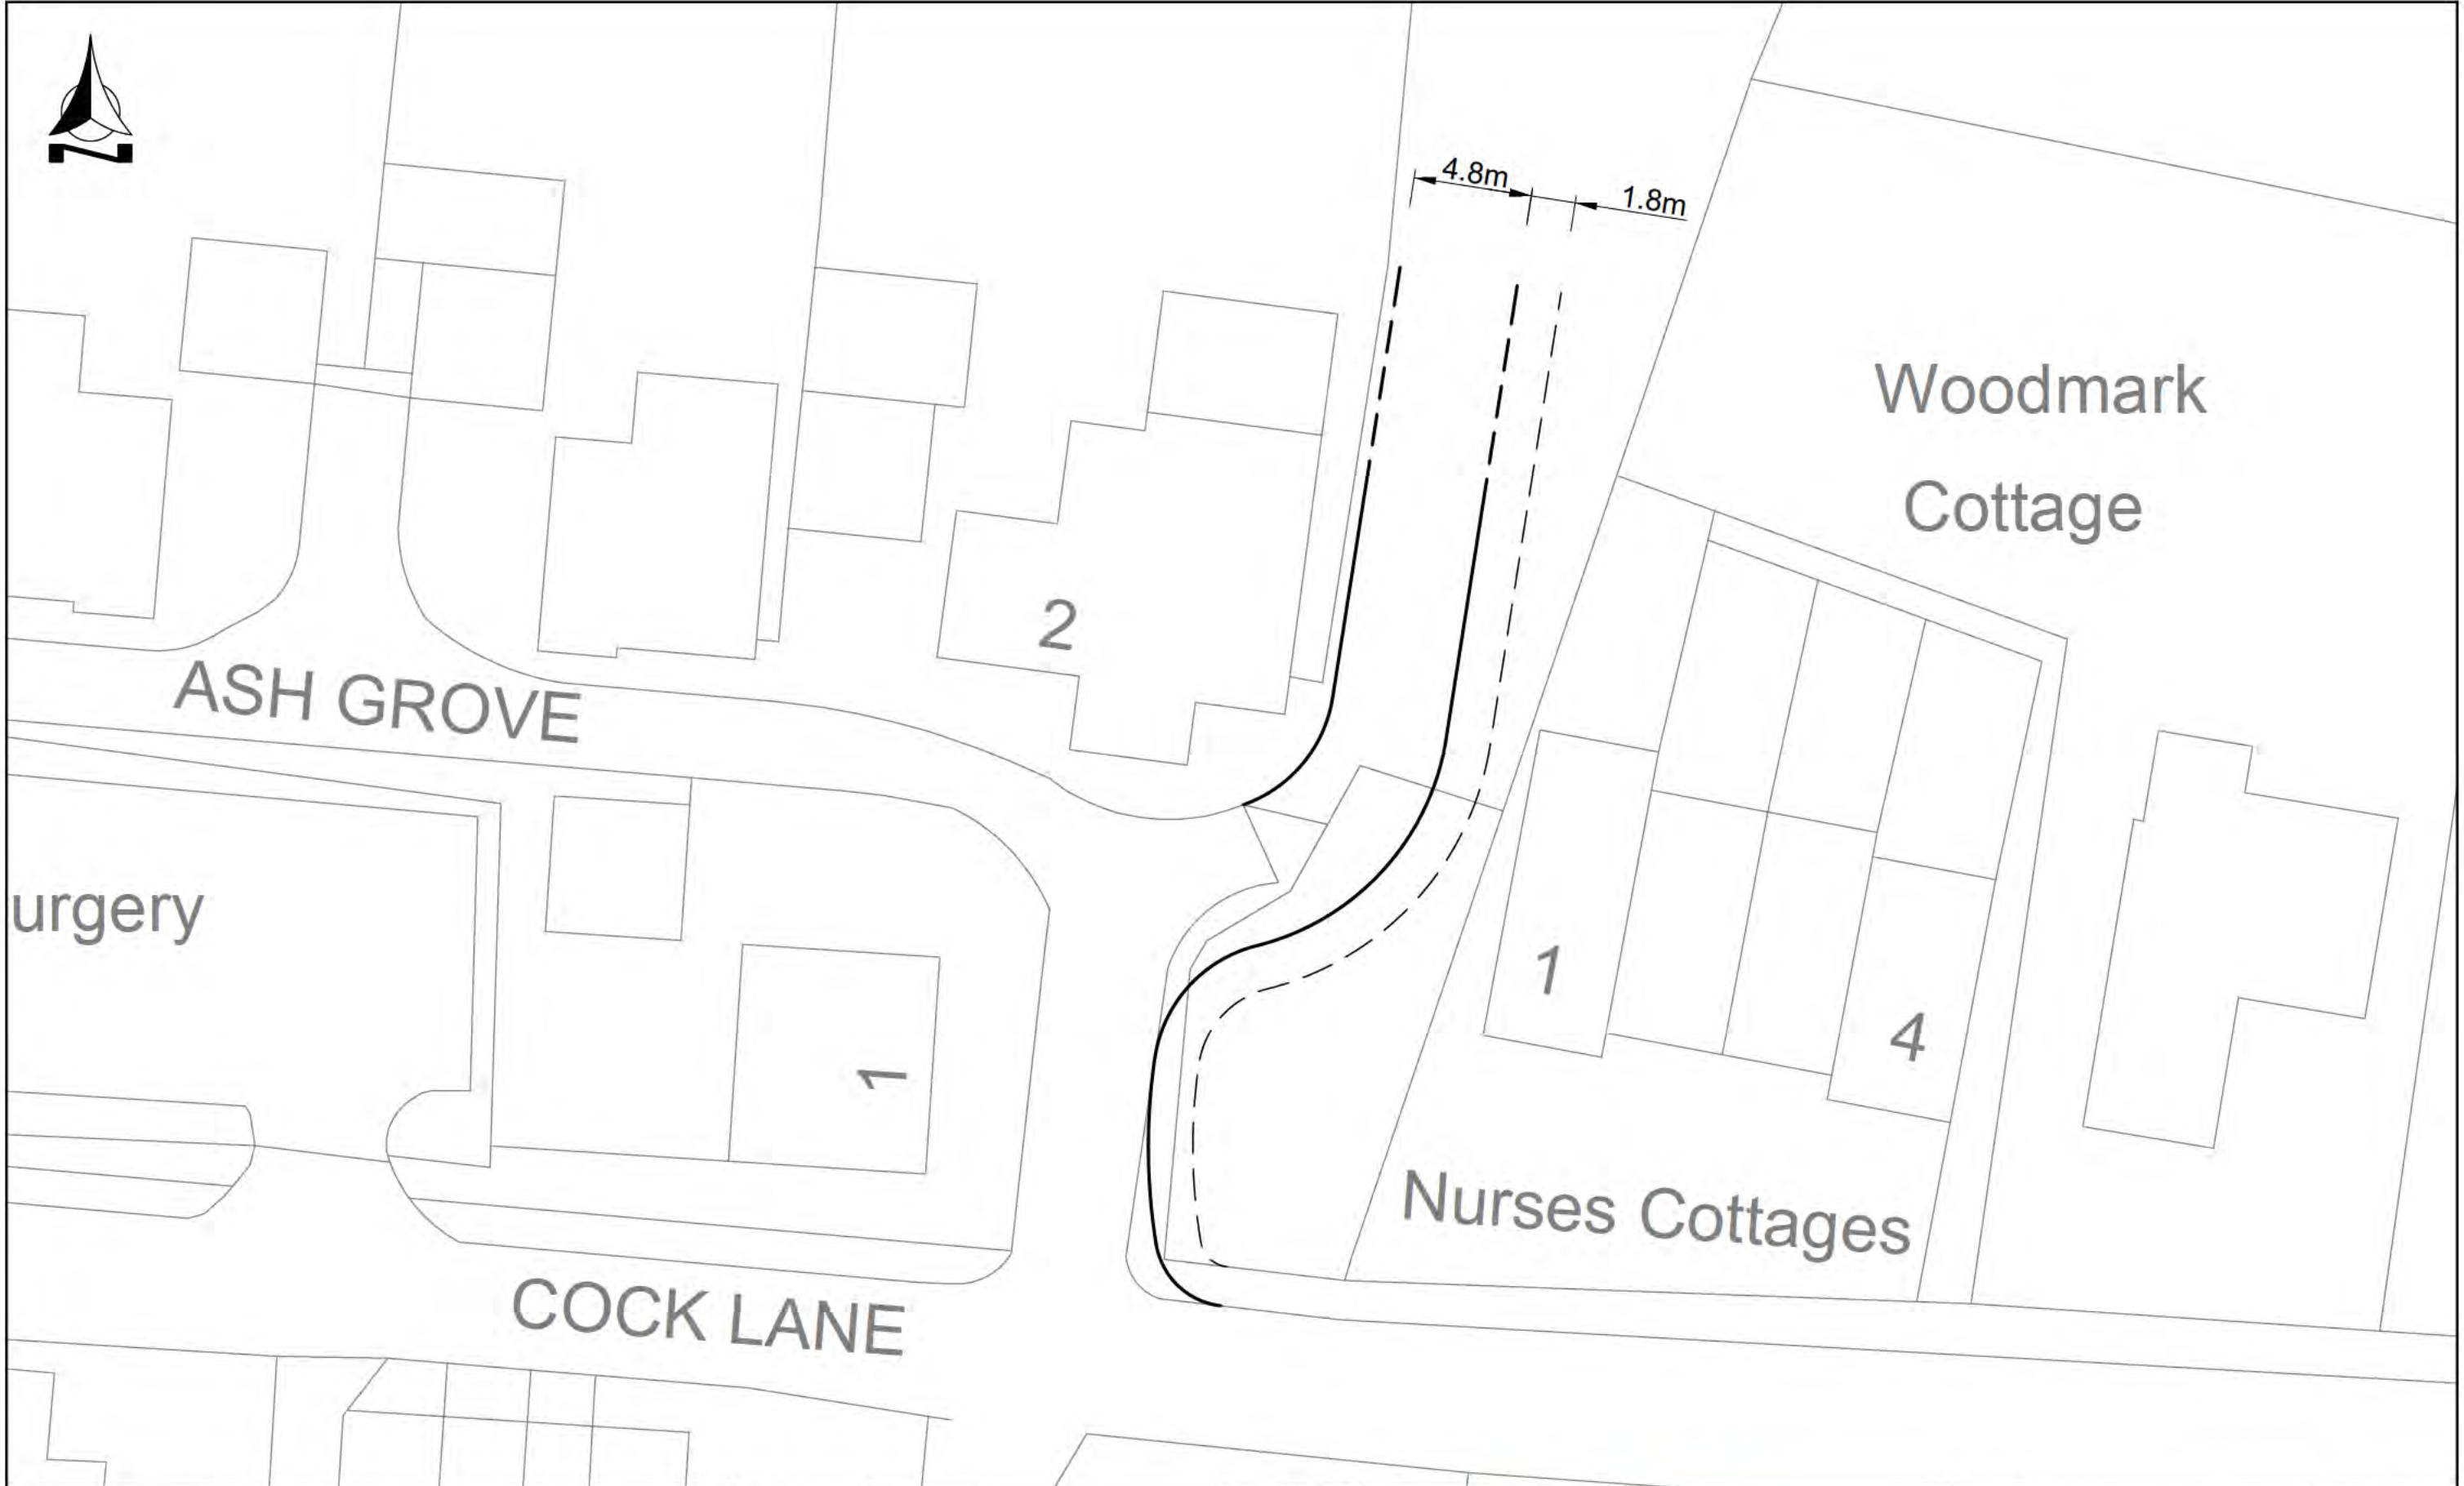 N
4.8m
1.8m
Woodmark
Cottage
2
ASH GROVE
urgery
1
1
4
Nurses Cottages
COCK LANE